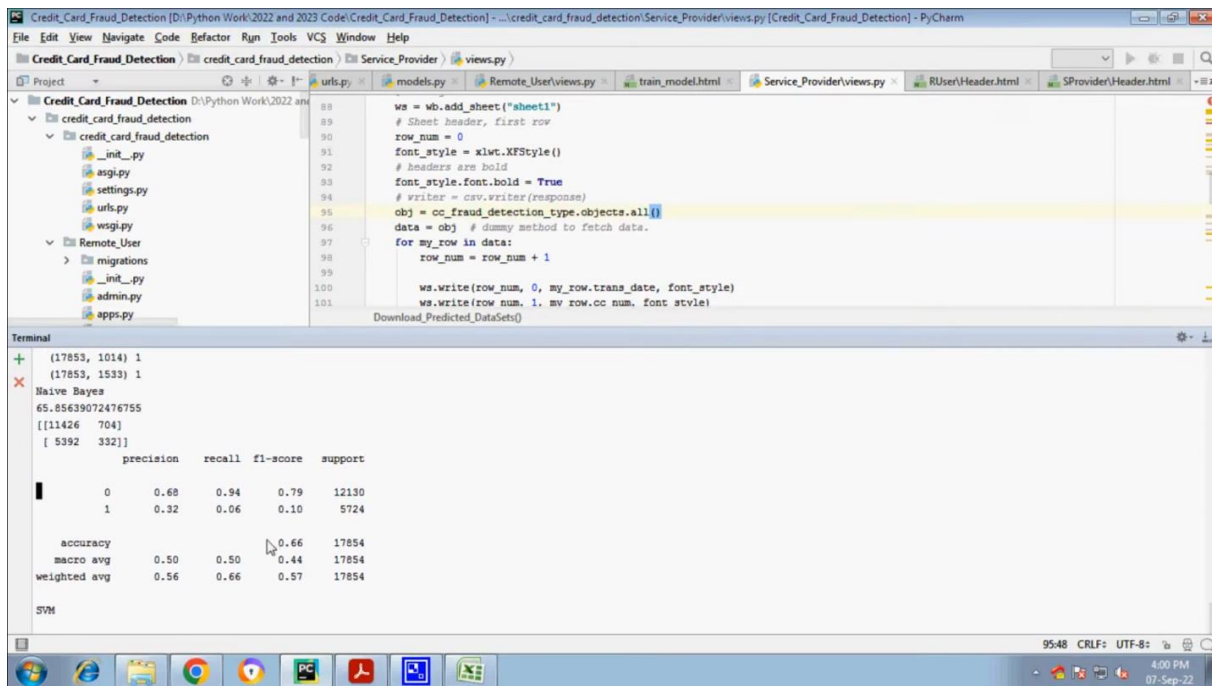 Credit_Card_Fraud_Detection [D:\Python Work\2022 and 2023 Code\Credit_Card_Fraud_Detection] - ...\credit_card_fraud_detection\Service_Provider\views.py [Credit_Card_Fraud_Detection] - PyCharm
File Edit View Navigate Code Refactor Run Tools VCS Window Help
Credit_Card_Fraud_Detection credit_card_fraud_detection Service_Provider views.py
Project urls.py models.py Remote_User\views.py train_model.html Service_Provider\views.py RUser\Header.html SProvider\Header.html
Credit_Card_Fraud_Detection D:\Python Work\2022 and
credit_card_fraud_detection
credit_card_fraud_detection
__init__.py
asgi.py
settings.py
urls.py
wsgi.py
Remote_User
migrations
__init__.py
admin.py
apps.py
88 ws = wb.add_sheet("sheet1")
89 # Sheet header, first row
90 row_num = 0
91 font_style = xlwt.XFStyle()
92 # headers are bold
93 font_style.font.bold = True
94 # writer = csv.writer(response)
95 obj = cc_fraud_detection_type.objects.all()
96 data = obj # dummy method to fetch data.
97 for my_row in data:
98 row_num = row_num + 1
99
100 ws.write(row_num, 0, my_row.trans_date, font_style)
101 ws.write(row_num, 1, my_row.cc_num, font_style)
Download_Predicted_DataSets()
Terminal
(17853, 1014) 1
(17853, 1533) 1
Naive Bayes
65.85639072476755
[[11426 704]
[ 5392 332]]
precision recall f1-score support
0 0.68 0.94 0.79 12130
1 0.32 0.06 0.10 5724
accuracy 0.66 17854
macro avg 0.50 0.50 0.44 17854
weighted avg 0.56 0.66 0.57 17854
SVM
95:48 CRLF UTF-8
PC
4:00 PM
07-Sep-22